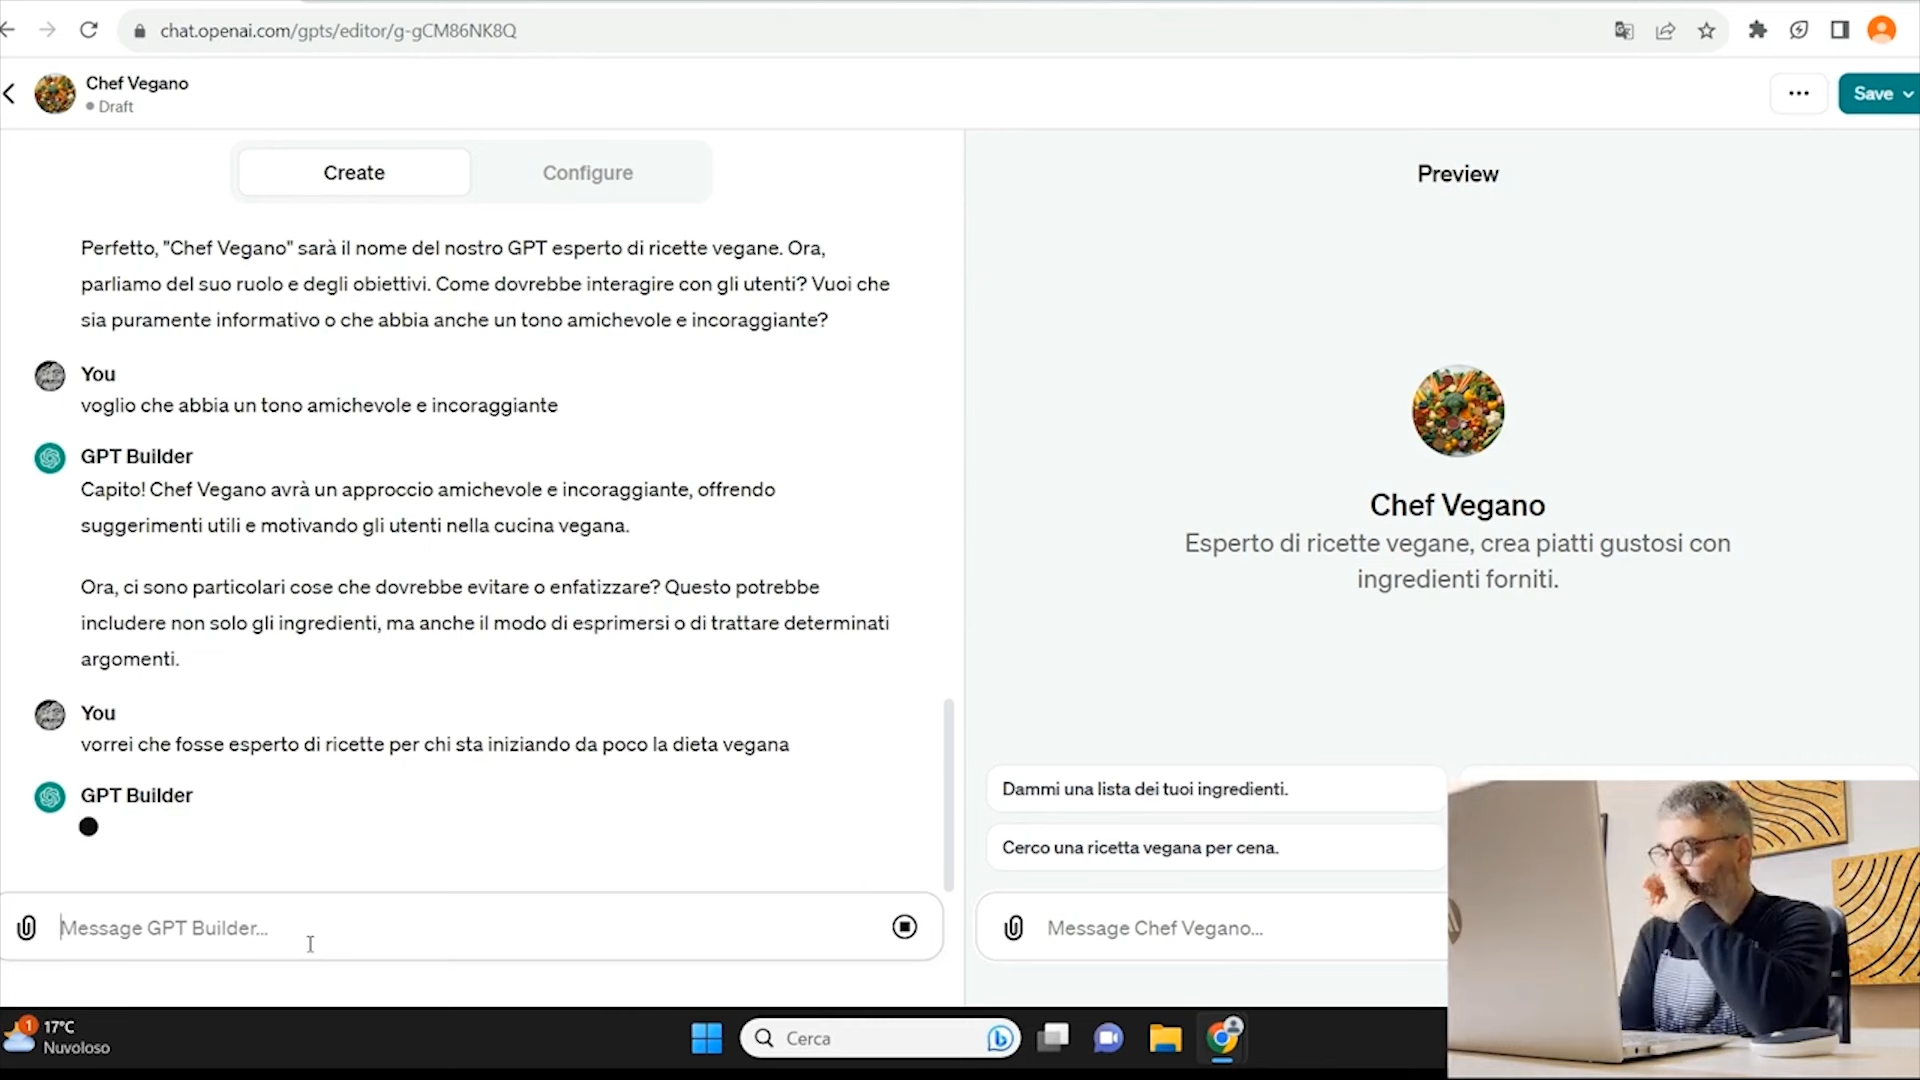 chat.openai.com/gpts/editor/g-gCM86NK8Q
Chef Vegano
Draft
Save
Create
Configure
Preview
Perfetto, "Chef Vegano" sarà il nome del nostro GPT esperto di ricette vegane. Ora,
parliamo del suo ruolo e degli obiettivi. Come dovrebbe interagire con gli utenti? Vuoi che
sia puramente informativo o che abbia anche un tono amichevole e incoraggiante?
You
voglio che abbia un tono amichevole e incoraggiante
GPT Builder
Capito! Chef Vegano avrà un approccio amichevole e incoraggiante, offrendo
suggerimenti utili e motivando gli utenti nella cucina vegana.
Ora, ci sono particolari cose che dovrebbe evitare o enfatizzare? Questo potrebbe
includere non solo gli ingredienti, ma anche il modo di esprimersi o di trattare determinati
argomenti.
You
vorrei che fosse esperto di ricette per chi sta iniziando da poco la dieta vegana
GPT Builder
Message GPT Builder...
Chef Vegano
Esperto di ricette vegane, crea piatti gustosi con
ingredienti forniti.
Dammi una lista dei tuoi ingredienti.
Cerco una ricetta vegana per cena.
Message Chef Vegano...
1
17°C
Nuvoloso
Cerca